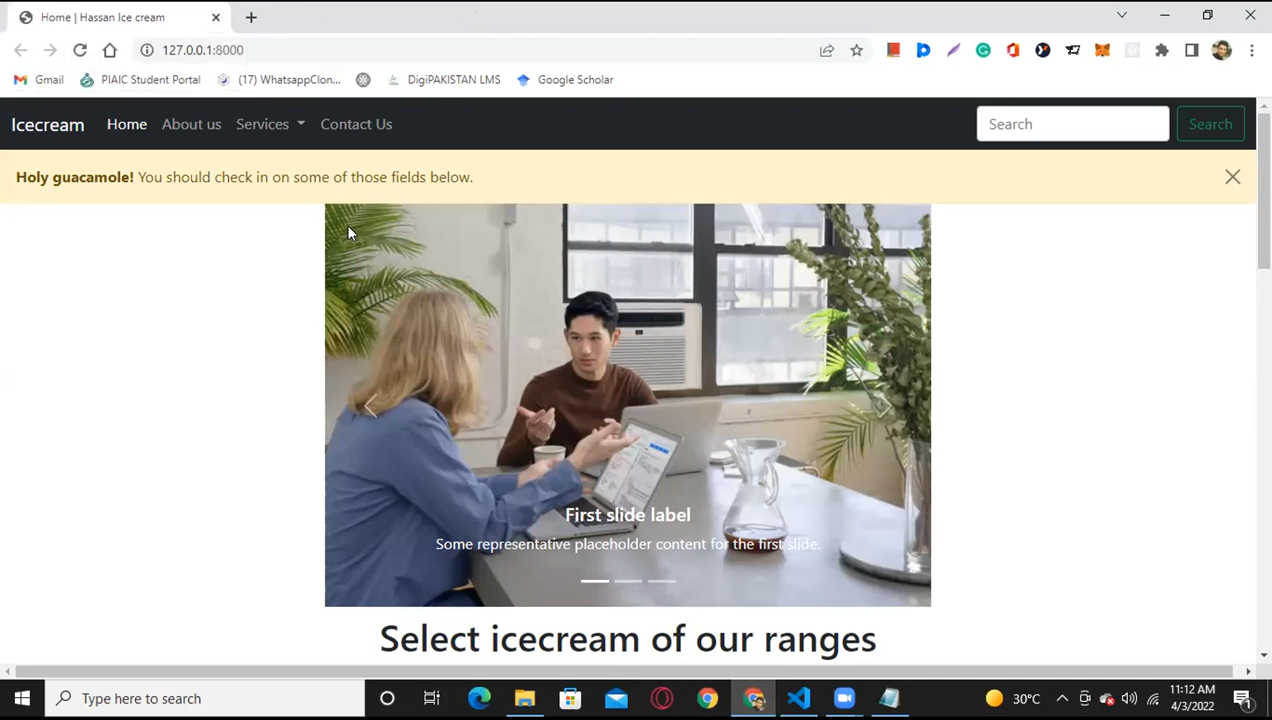 Home | Hassan Ice cream
127.0.0.1:8000
Gmail PIAIC Student Portal (17) WhatsappClon... DigiPAKISTAN LMS Google Scholar
Icecream Home About us Services Contact Us Search Search
Holy guacamole! You should check in on some of those fields below.
First slide label
Some representative placeholder content for the first slide.
Select icecream of our ranges
Type here to search
30°C
11:12 AM
4/3/2022
1